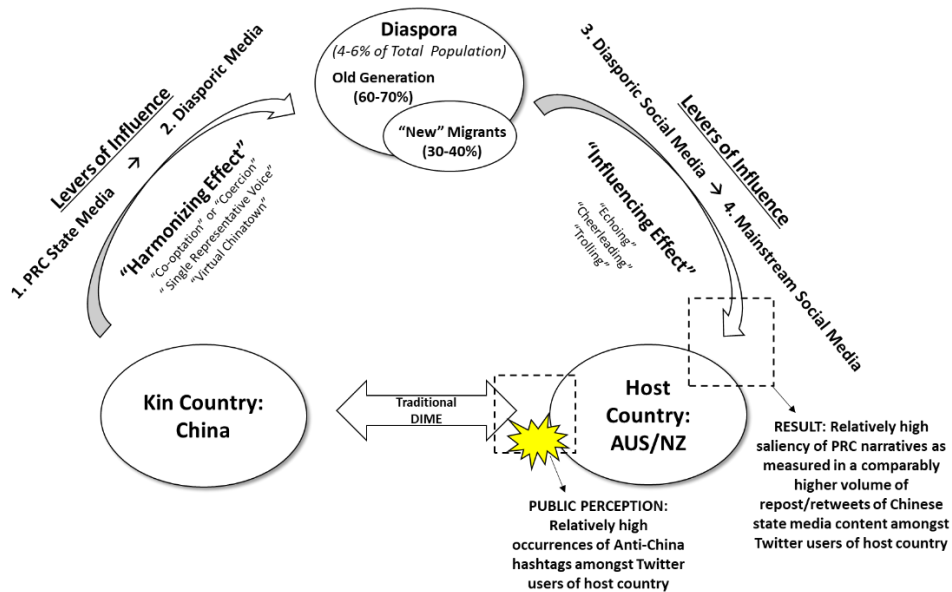 Diaspora
(4-6% of Total Population)
Old Generation
(60-70%)
“New” Migrants
(30-40%)
Levers of Influence
1. PRC State Media → 2. Diasporic Media
“Harmonizing Effect”
“Co-optation” or “Coercion”
“ Single Representative Voice”
“Virtual Chinatown”
3. Diasporic Social Media → 4. Mainstream Social Media
Levers of Influence
“Influencing Effect”
“Echoing”
“Cheerleading”
“Trolling”
Kin Country:
China
Traditional
DIME
Host
Country:
AUS/NZ
PUBLIC PERCEPTION:
Relatively high
occurrences of Anti-China
hashtags amongst Twitter
users of host country
RESULT: Relatively high
saliency of PRC narratives as
measured in a comparably
higher volume of
repost/retweets of Chinese
state media content amongst
Twitter users of host country